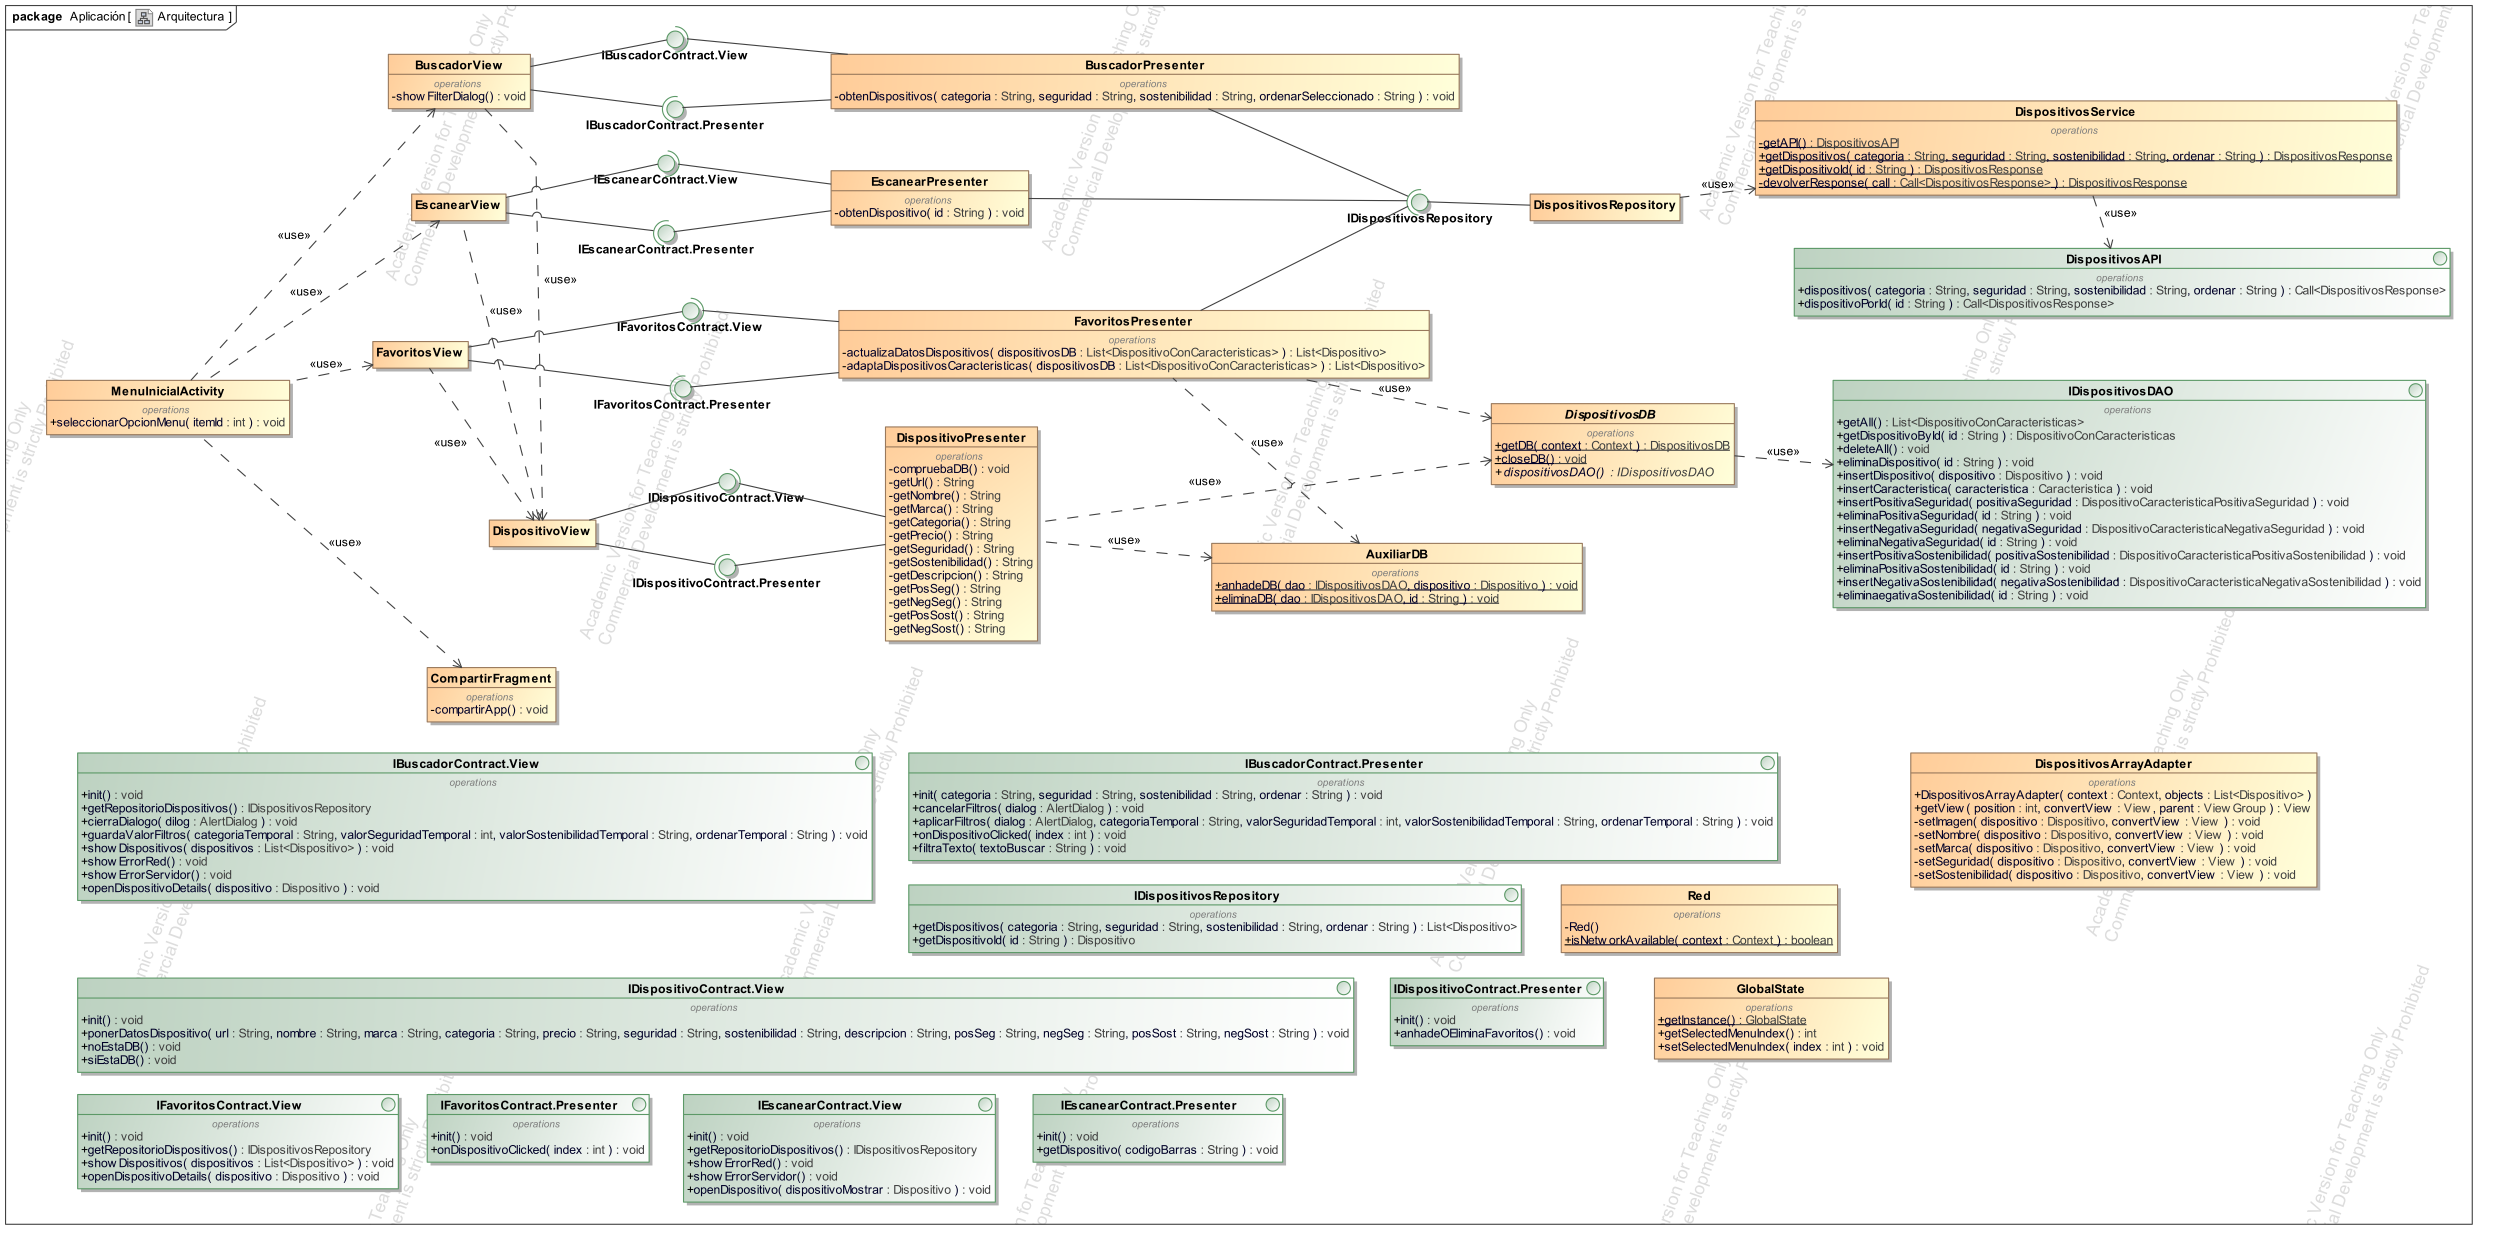 package Aplicación [ Arquitectura ]
BuscadorView
operations
-showFilterDialog() : void
IBuscadorContract.View
IBuscadorContract.Presenter
BuscadorPresenter
operations
-obtenDispositivos( categoria : String, seguridad : String, sostenibilidad : String, ordenarSeleccionado : String ) : void
EscanearView
IEscanearContract.View
IEscanearContract.Presenter
EscanearPresenter
operations
-obtenDispositivo( id : String ) : void
IDispositivosRepository
DispositivosRepository
«use»
DispositivosService
operations
-getAPI() : DispositivosAPI
+getDispositivos( categoria : String, seguridad : String, sostenibilidad : String, ordenar : String ) : DispositivosResponse
+getDispositivoId( id : String ) : DispositivosResponse
-devolverResponse( call : Call<DispositivosResponse> ) : DispositivosResponse
«use»
DispositivosAPI
operations
+dispositivos( categoria : String, seguridad : String, sostenibilidad : String, ordenar : String ) : Call<DispositivosResponse>
+dispositivoPorId( id : String ) : Call<DispositivosResponse>
«use»
«use»
«use»
«use»
«use»
«use»
FavoritosView
IFavoritosContract.View
IFavoritosContract.Presenter
FavoritosPresenter
operations
-actualizaDatosDispositivos( dispositivosDB : List<DispositivoConCaracteristicas> ) : List<Dispositivo>
-adaptaDispositivosCaracteristicas( dispositivosDB : List<DispositivoConCaracteristicas> ) : List<Dispositivo>
MenuInicialActivity
operations
+seleccionarOpcionMenu( itemId : int ) : void
«use»
«use»
«use»
DispositivosDB
operations
+getDB( context : Context ) : DispositivosDB
+closeDB() : void
+dispositivosDAO() : IDispositivosDAO
«use»
IDispositivosDAO
operations
+getAll() : List<DispositivoConCaracteristicas>
+getDispositivoById( id : String ) : DispositivoConCaracteristicas
+deleteAll() : void
+eliminaDispositivo( id : String ) : void
+insertDispositivo( dispositivo : Dispositivo ) : void
+insertCaracteristica( caracteristica : Caracteristica ) : void
+insertPositivaSeguridad( positivaSeguridad : DispositivoCaracteristicaPositivaSeguridad ) : void
+eliminaPositivaSeguridad( id : String ) : void
+insertNegativaSeguridad( negativaSeguridad : DispositivoCaracteristicaNegativaSeguridad ) : void
+eliminaNegativaSeguridad( id : String ) : void
+insertPositivaSostenibilidad( positivaSostenibilidad : DispositivoCaracteristicaPositivaSostenibilidad ) : void
+eliminaPositivaSostenibilidad( id : String ) : void
+insertNegativaSostenibilidad( negativaSostenibilidad : DispositivoCaracteristicaNegativaSostenibilidad ) : void
+eliminaegativaSostenibilidad( id : String ) : void
DispositivoView
IDispositivoContract.View
IDispositivoContract.Presenter
DispositivoPresenter
operations
-compruebaDB() : void
-getUrl() : String
-getNombre() : String
-getMarca() : String
-getCategoria() : String
-getPrecio() : String
-getSeguridad() : String
-getSostenibilidad() : String
-getDescripcion() : String
-getPosSeg() : String
-getNegSeg() : String
-getPosSost() : String
-getNegSost() : String
«use»
AuxiliarDB
operations
+anhadeDB( dao : IDispositivosDAO, dispositivo : Dispositivo ) : void
+eliminaDB( dao : IDispositivosDAO, id : String ) : void
CompartirFragment
operations
-compartirApp() : void
IBuscadorContract.View
operations
+init() : void
+getRepositorioDispositivos() : IDispositivosRepository
+cierraDialogo( dilog : AlertDialog ) : void
+guardaValorFiltros( categoriaTemporal : String, valorSeguridadTemporal : int, valorSostenibilidadTemporal : String, ordenarTemporal : String ) : void
+showDispositivos( dispositivos : List<Dispositivo> ) : void
+showErrorRed() : void
+showErrorServidor() : void
+openDispositivoDetails( dispositivo : Dispositivo ) : void
IBuscadorContract.Presenter
operations
+init( categoria : String, seguridad : String, sostenibilidad : String, ordenar : String ) : void
+cancelarFiltros( dialog : AlertDialog ) : void
+aplicarFiltros( dialog : AlertDialog, categoriaTemporal : String, valorSeguridadTemporal : int, valorSostenibilidadTemporal : String, ordenarTemporal : String ) : void
+onDispositivoClicked( index : int ) : void
+filtraTexto( textoBuscar : String ) : void
DispositivosArrayAdapter
operations
+DispositivosArrayAdapter( context : Context, objects : List<Dispositivo> )
+getView( position : int, convertView : View, parent : ViewGroup ) : View
-setImagen( dispositivo : Dispositivo, convertView : View ) : void
-setNombre( dispositivo : Dispositivo, convertView : View ) : void
-setMarca( dispositivo : Dispositivo, convertView : View ) : void
-setSeguridad( dispositivo : Dispositivo, convertView : View ) : void
-setSostenibilidad( dispositivo : Dispositivo, convertView : View ) : void
IDispositivosRepository
operations
+getDispositivos( categoria : String, seguridad : String, sostenibilidad : String, ordenar : String ) : List<Dispositivo>
+getDispositivoId( id : String ) : Dispositivo
Red
operations
-Red()
+isNetworkAvailable( context : Context ) : boolean
IDispositivoContract.View
operations
+init() : void
+ponerDatosDispositivo( url : String, nombre : String, marca : String, categoria : String, precio : String, seguridad : String, sostenibilidad : String, descripcion : String, posSeg : String, negSeg : String, posSost : String, negSost : String ) : void
+noEstaDB() : void
+siEstaDB() : void
IDispositivoContract.Presenter
operations
+init() : void
+anhadeOEliminaFavoritos() : void
GlobalState
operations
+getInstance() : GlobalState
+getSelectedMenuIndex() : int
+setSelectedMenuIndex( index : int ) : void
IFavoritosContract.View
operations
+init() : void
+getRepositorioDispositivos() : IDispositivosRepository
+showDispositivos( dispositivos : List<Dispositivo> ) : void
+openDispositivoDetails( dispositivo : Dispositivo ) : void
IFavoritosContract.Presenter
operations
+init() : void
+onDispositivoClicked( index : int ) : void
IEscanearContract.View
operations
+init() : void
+getRepositorioDispositivos() : IDispositivosRepository
+showErrorRed() : void
+showErrorServidor() : void
+openDispositivo( dispositivoMostrar : Dispositivo ) : void
IEscanearContract.Presenter
operations
+init() : void
+getDispositivo( codigoBarras : String ) : void